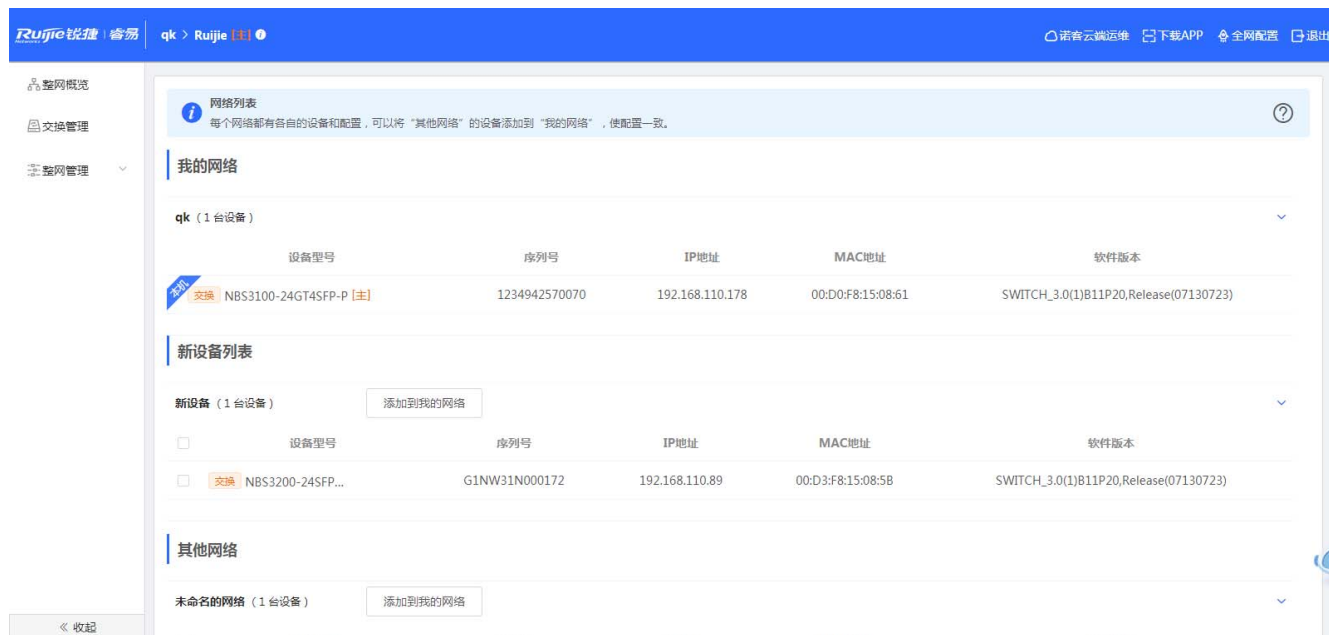 Ruijie锐捷 | 睿易
Networks
qk > Ruijie [主]
诺客云端运维 下载APP 全网配置 退出
整网概览
交换管理
整网管理
网络列表
每个网络都有各自的设备和配置，可以将“其他网络”的设备添加到“我的网络”，使配置一致。
我的网络
qk（1 台设备）
设备型号 序列号 IP地址 MAC地址 软件版本
本机 交换 NBS3100-24GT4SFP-P [主] 1234942570070 192.168.110.178 00:D0:F8:15:08:61 SWITCH_3.0(1)B11P20,Release(07130723)
新设备列表
新设备（1 台设备） 添加到我的网络
设备型号 序列号 IP地址 MAC地址 软件版本
交换 NBS3200-24SFP... G1NW31N000172 192.168.110.89 00:D3:F8:15:08:5B SWITCH_3.0(1)B11P20,Release(07130723)
其他网络
未命名的网络（1 台设备） 添加到我的网络
« 收起